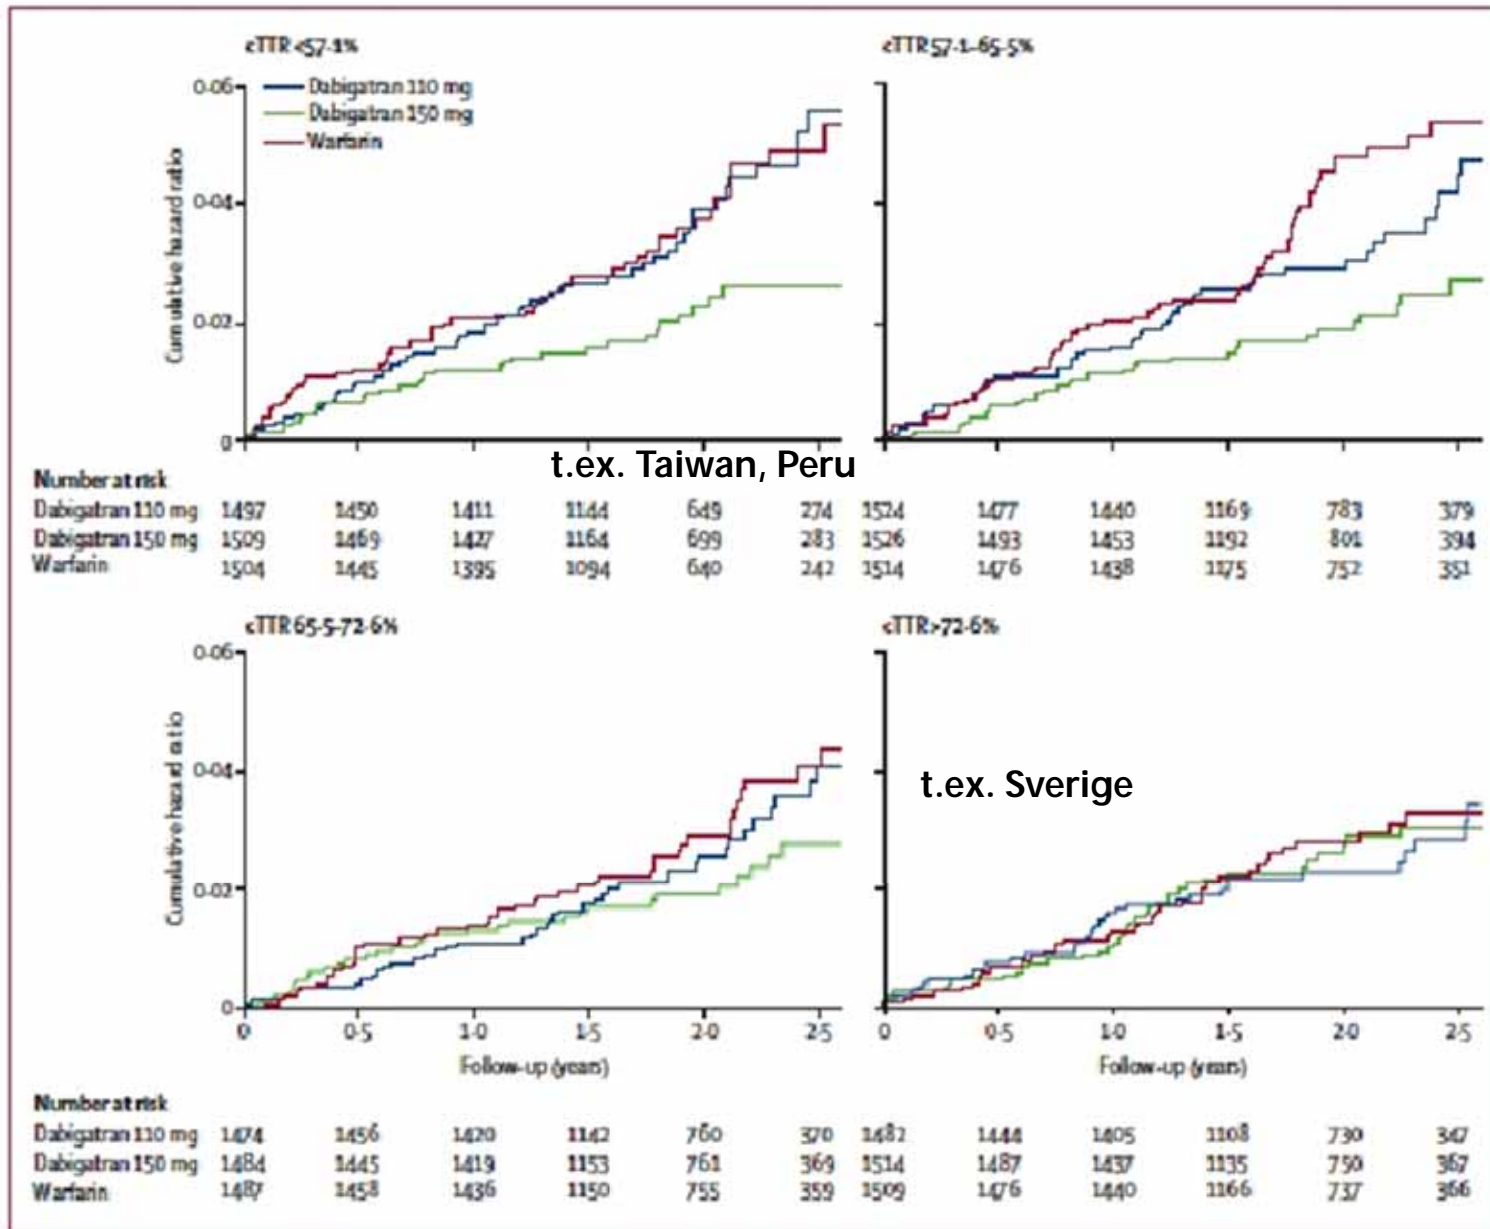 cTTR <57·1%
cTTR 57·1–65·5%
Dabigatran 110 mg
Dabigatran 150 mg
Warfarin
Cumulative hazard ratio
0·06
0·04
0·02
0
t.ex. Taiwan, Peru
Number at risk
Dabigatran 110 mg 1497 1450 1411 1144 649 274 1524 1477 1440 1169 783 379
Dabigatran 150 mg 1509 1469 1427 1164 699 283 1526 1493 1453 1192 801 394
Warfarin 1504 1445 1395 1094 640 242 1514 1476 1438 1175 752 351
cTTR 65·5–72·6%
cTTR >72·6%
Cumulative hazard ratio
0·06
0·04
0·02
0
t.ex. Sverige
0 0·5 1·0 1·5 2·0 2·5 0 0·5 1·0 1·5 2·0 2·5
Follow-up (years) Follow-up (years)
Number at risk
Dabigatran 110 mg 1474 1456 1420 1142 760 370 1482 1444 1405 1108 730 347
Dabigatran 150 mg 1484 1445 1419 1153 761 369 1514 1487 1437 1135 750 367
Warfarin 1487 1458 1436 1150 755 359 1509 1476 1440 1166 737 366